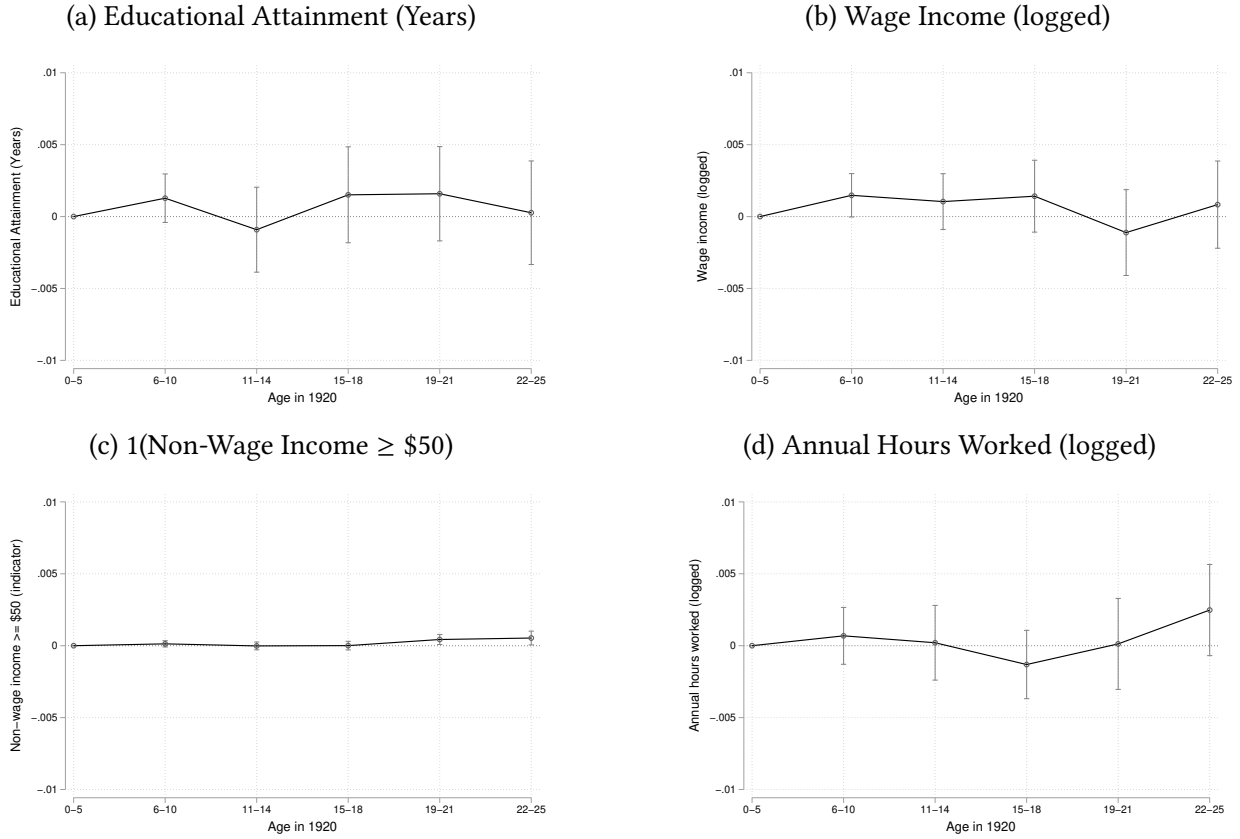 (a) Educational Attainment (Years)
.01
.005
0
−.005
−.01
Educational Attainment (Years)
0−5 6−10 11−14 15−18 19−21 22−25
Age in 1920
(b) Wage Income (logged)
.01
.005
0
−.005
−.01
Wage income (logged)
0−5 6−10 11−14 15−18 19−21 22−25
Age in 1920
(c) 1(Non-Wage Income ≥ $50)
.01
.005
0
−.005
−.01
Non−wage income >= $50 (indicator)
0−5 6−10 11−14 15−18 19−21 22−25
Age in 1920
(d) Annual Hours Worked (logged)
.01
.005
0
−.005
−.01
Annual hours worked (logged)
0−5 6−10 11−14 15−18 19−21 22−25
Age in 1920